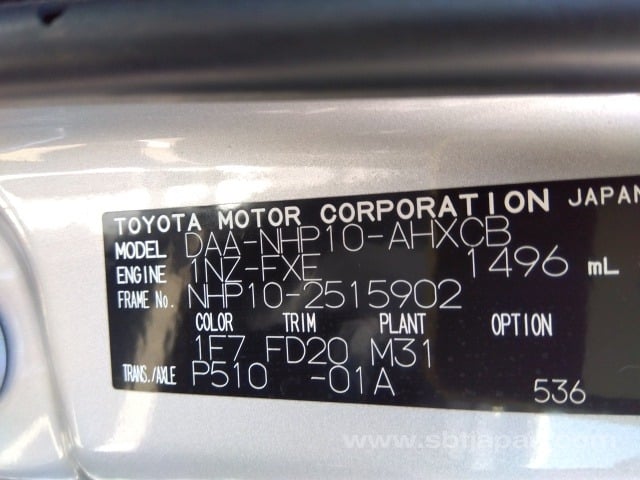 TOYOTA MOTOR CORPORATION JAPAN
MODEL DAA-NHP10-AHXCB
ENGINE 1NZ-FXE 1496 mL
FRAME No. NHP10-2515902
COLOR TRIM PLANT OPTION
1F7 FD20 M31
TRANS./AXLE P510 -01A
536
www.sbtjapan.com